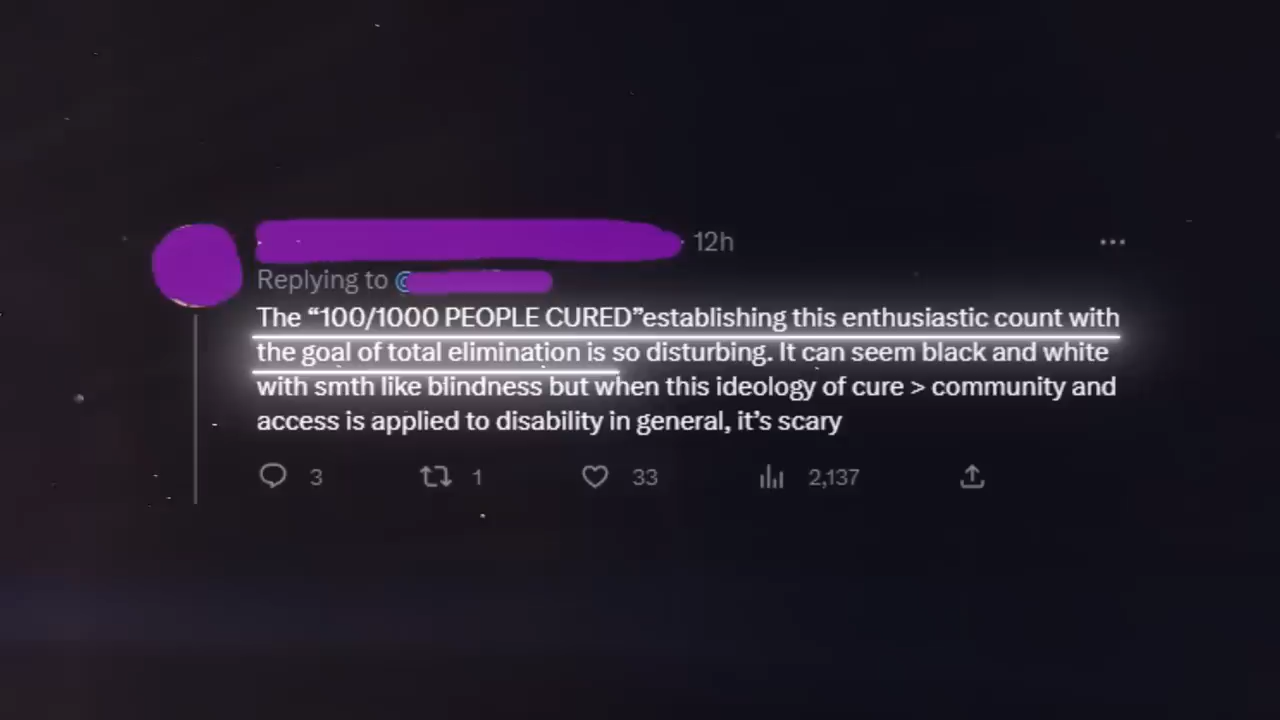 12h
Replying to @
The “100/1000 PEOPLE CURED”establishing this enthusiastic count with
the goal of total elimination is so disturbing. It can seem black and white
with smth like blindness but when this ideology of cure > community and
access is applied to disability in general, it’s scary
3 1 33 2,137